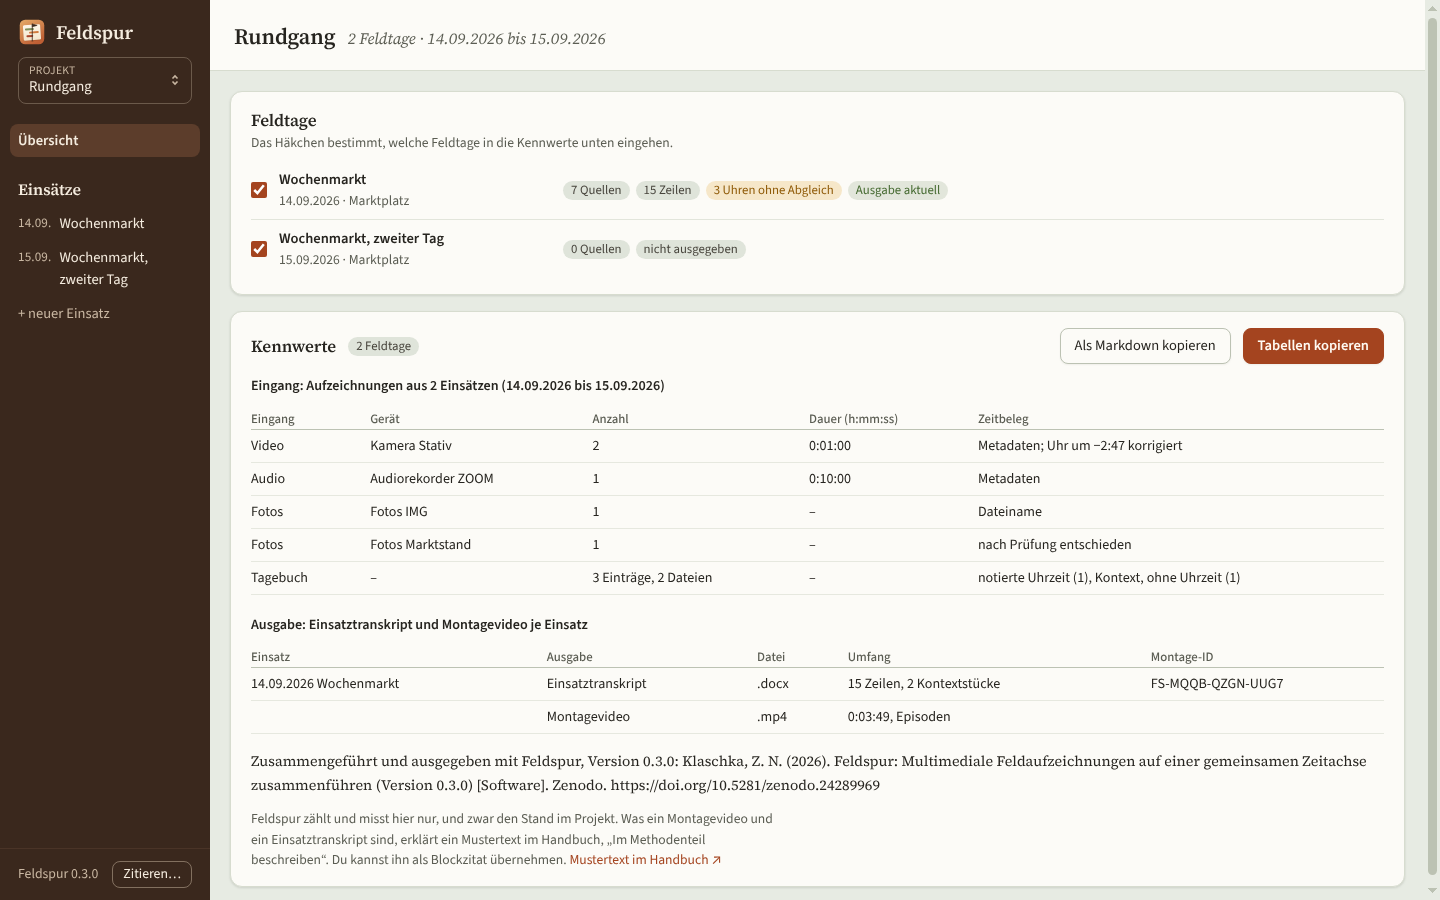 Feldspur
PROJEKT
Rundgang
Übersicht
Einsätze
14.09. Wochenmarkt
15.09. Wochenmarkt,
zweiter Tag
+ neuer Einsatz
Feldspur 0.3.0 Zitieren…
Rundgang 2 Feldtage · 14.09.2026 bis 15.09.2026
Feldtage
Das Häkchen bestimmt, welche Feldtage in die Kennwerte unten eingehen.
Wochenmarkt
14.09.2026 · Marktplatz
7 Quellen 15 Zeilen 3 Uhren ohne Abgleich Ausgabe aktuell
Wochenmarkt, zweiter Tag
15.09.2026 · Marktplatz
0 Quellen nicht ausgegeben
Kennwerte 2 Feldtage Als Markdown kopieren Tabellen kopieren
Eingang: Aufzeichnungen aus 2 Einsätzen (14.09.2026 bis 15.09.2026)
Eingang Gerät Anzahl Dauer (h:mm:ss) Zeitbeleg
Video Kamera Stativ 2 0:01:00 Metadaten; Uhr um −2:47 korrigiert
Audio Audiorekorder ZOOM 1 0:10:00 Metadaten
Fotos Fotos IMG 1 – Dateiname
Fotos Fotos Marktstand 1 – nach Prüfung entschieden
Tagebuch – 3 Einträge, 2 Dateien – notierte Uhrzeit (1), Kontext, ohne Uhrzeit (1)
Ausgabe: Einsatztranskript und Montagevideo je Einsatz
Einsatz Ausgabe Datei Umfang Montage-ID
14.09.2026 Wochenmarkt Einsatztranskript .docx 15 Zeilen, 2 Kontextstücke FS-MQQB-QZGN-UUG7
Montagevideo .mp4 0:03:49, Episoden
Zusammengeführt und ausgegeben mit Feldspur, Version 0.3.0: Klaschka, Z. N. (2026). Feldspur: Multimediale Feldaufzeichnungen auf einer gemeinsamen Zeitachse
zusammenführen (Version 0.3.0) [Software]. Zenodo. https://doi.org/10.5281/zenodo.24289969
Feldspur zählt und misst hier nur, und zwar den Stand im Projekt. Was ein Montagevideo und
ein Einsatztranskript sind, erklärt ein Mustertext im Handbuch, „Im Methodenteil
beschreiben“. Du kannst ihn als Blockzitat übernehmen. Mustertext im Handbuch ↗